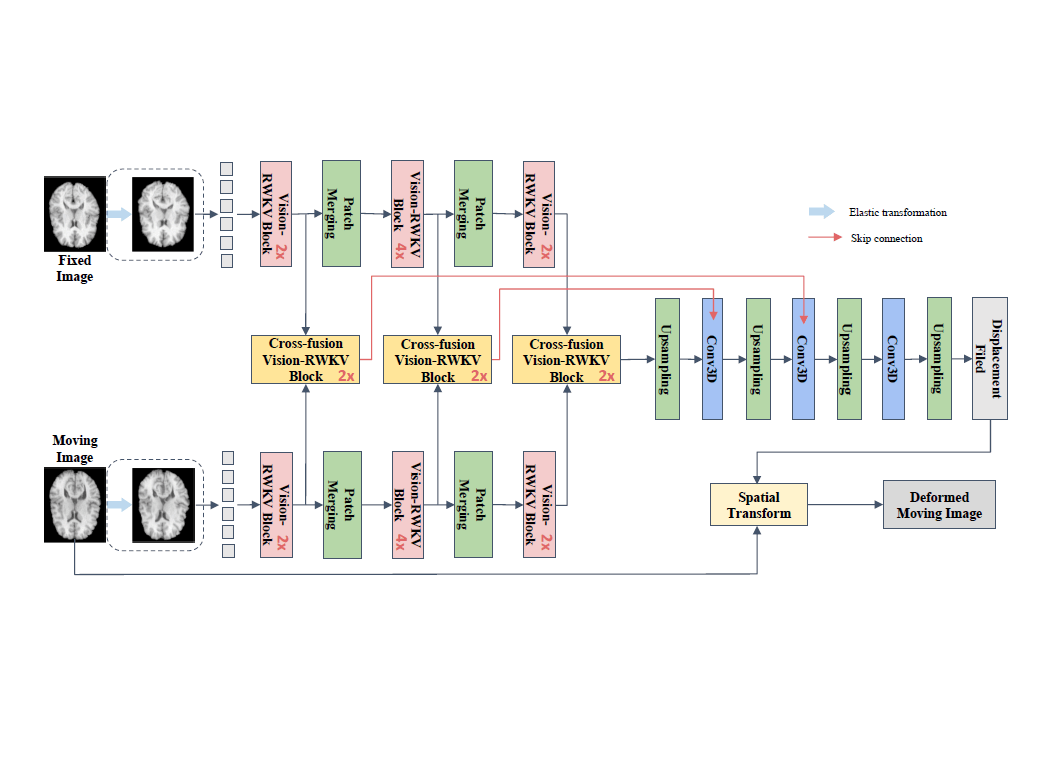 Fixed
Image
Vision-
RWKV Block
2x
Patch
Merging
Vision-RWKV
Block
4x
Patch
Merging
Vision-
RWKV Block
2x
Elastic transformation
Skip connection
Cross-fusion
Vision-RWKV
Block 2x
Cross-fusion
Vision-RWKV
Block 2x
Cross-fusion
Vision-RWKV
Block 2x
Upsampling
Conv3D
Upsampling
Conv3D
Upsampling
Conv3D
Upsampling
Displacement
Filed
Moving
Image
Vision-
RWKV Block
2x
Patch
Merging
Vision-RWKV
Block
4x
Patch
Merging
Vision-
RWKV Block
2x
Spatial
Transform
Deformed
Moving Image